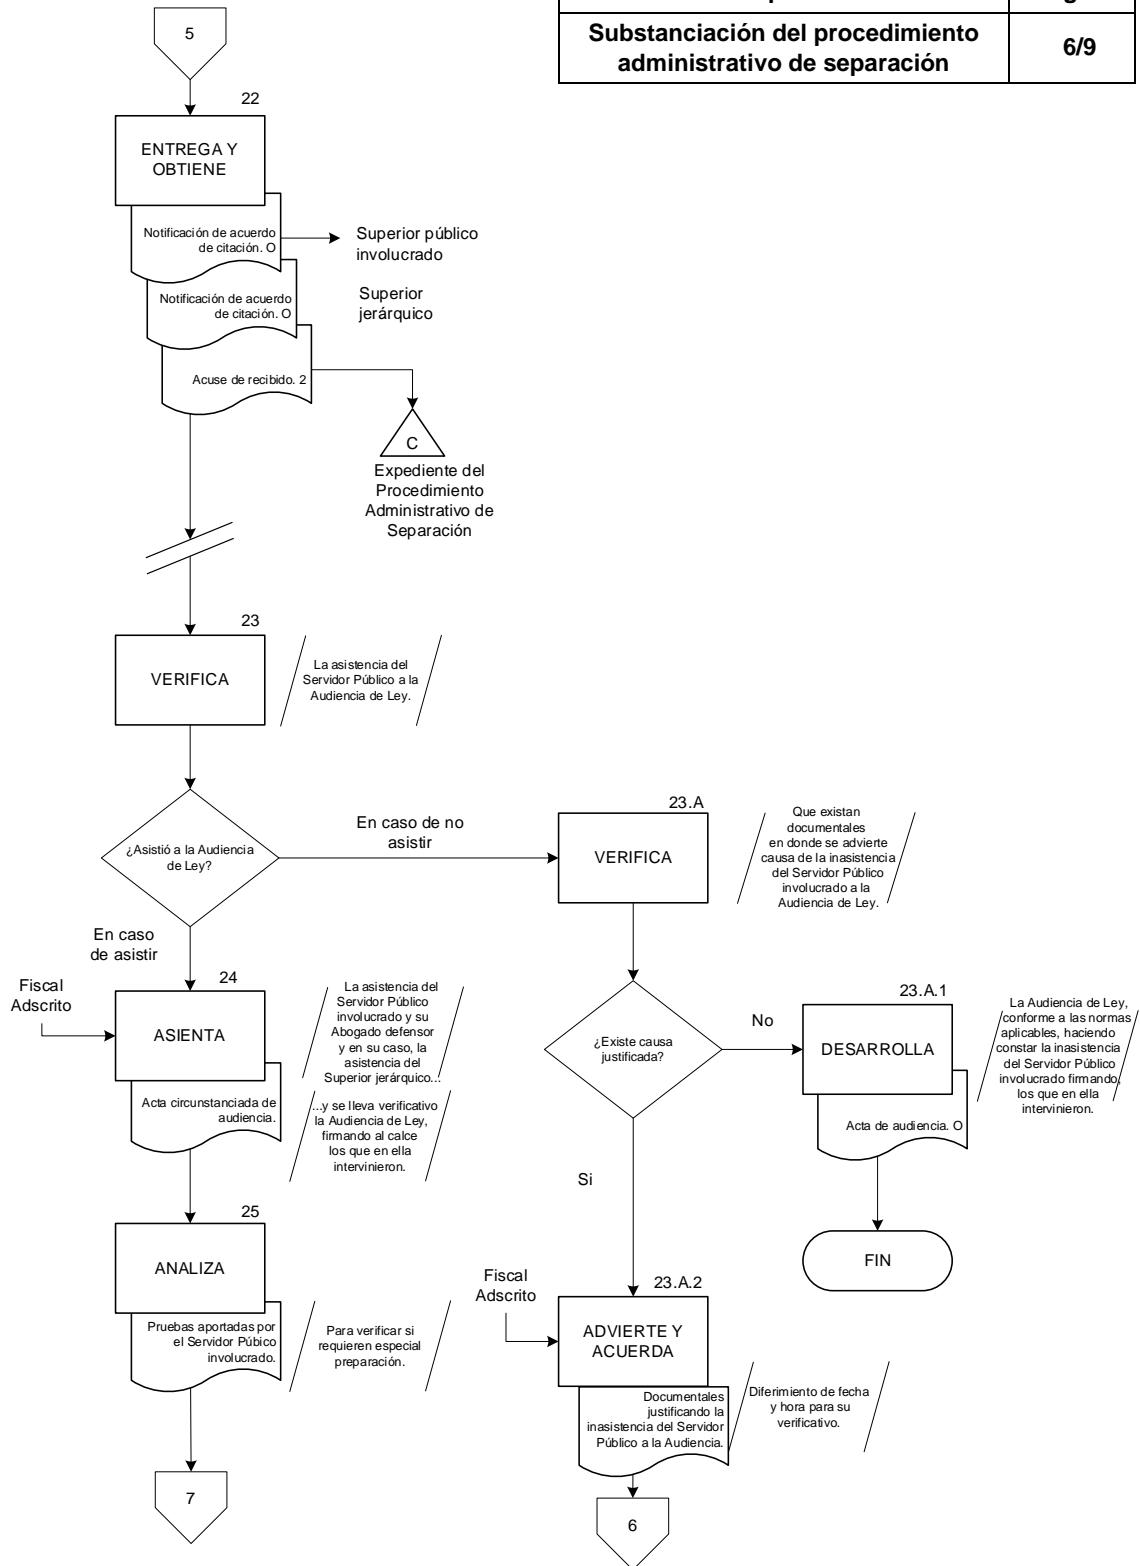 Substanciación del procedimiento
administrativo de separación
6/9
5
22
ENTREGA Y
OBTIENE
Notificación de acuerdo
de citación. O
Superior público
involucrado
Notificación de acuerdo
de citación. O
Superior
jerárquico
Acuse de recibido. 2
C
Expediente del
Procedimiento
Administrativo de
Separación
23
VERIFICA
La asistencia del
Servidor Público a la
Audiencia de Ley.
¿Asistió a la Audiencia
de Ley?
En caso de no
asistir
23.A
VERIFICA
Que existan
documentales
en donde se advierte
causa de la inasistencia
del Servidor Público
involucrado a la
Audiencia de Ley.
En caso
de asistir
Fiscal
Adscrito
24
ASIENTA
Acta circunstanciada de
audiencia.
La asistencia del
Servidor Público
involucrado y su
Abogado defensor
y en su caso, la
asistencia del
Superior jerárquico...
...y se lleva verificativo
la Audiencia de Ley,
firmando al calce
los que en ella
intervinieron.
¿Existe causa
justificada?
No
23.A.1
DESARROLLA
Acta de audiencia. O
La Audiencia de Ley,
conforme a las normas
aplicables, haciendo
constar la inasistencia
del Servidor Público
involucrado firmando,
los que en ella
intervinieron.
FIN
Si
25
ANALIZA
Pruebas aportadas por
el Servidor Púbico
involucrado.
Para verificar si
requieren especial
preparación.
7
Fiscal
Adscrito
23.A.2
ADVIERTE Y
ACUERDA
Documentales
justificando la
inasistencia del Servidor
Público a la Audiencia.
Diferimiento de fecha
y hora para su
verificativo.
6